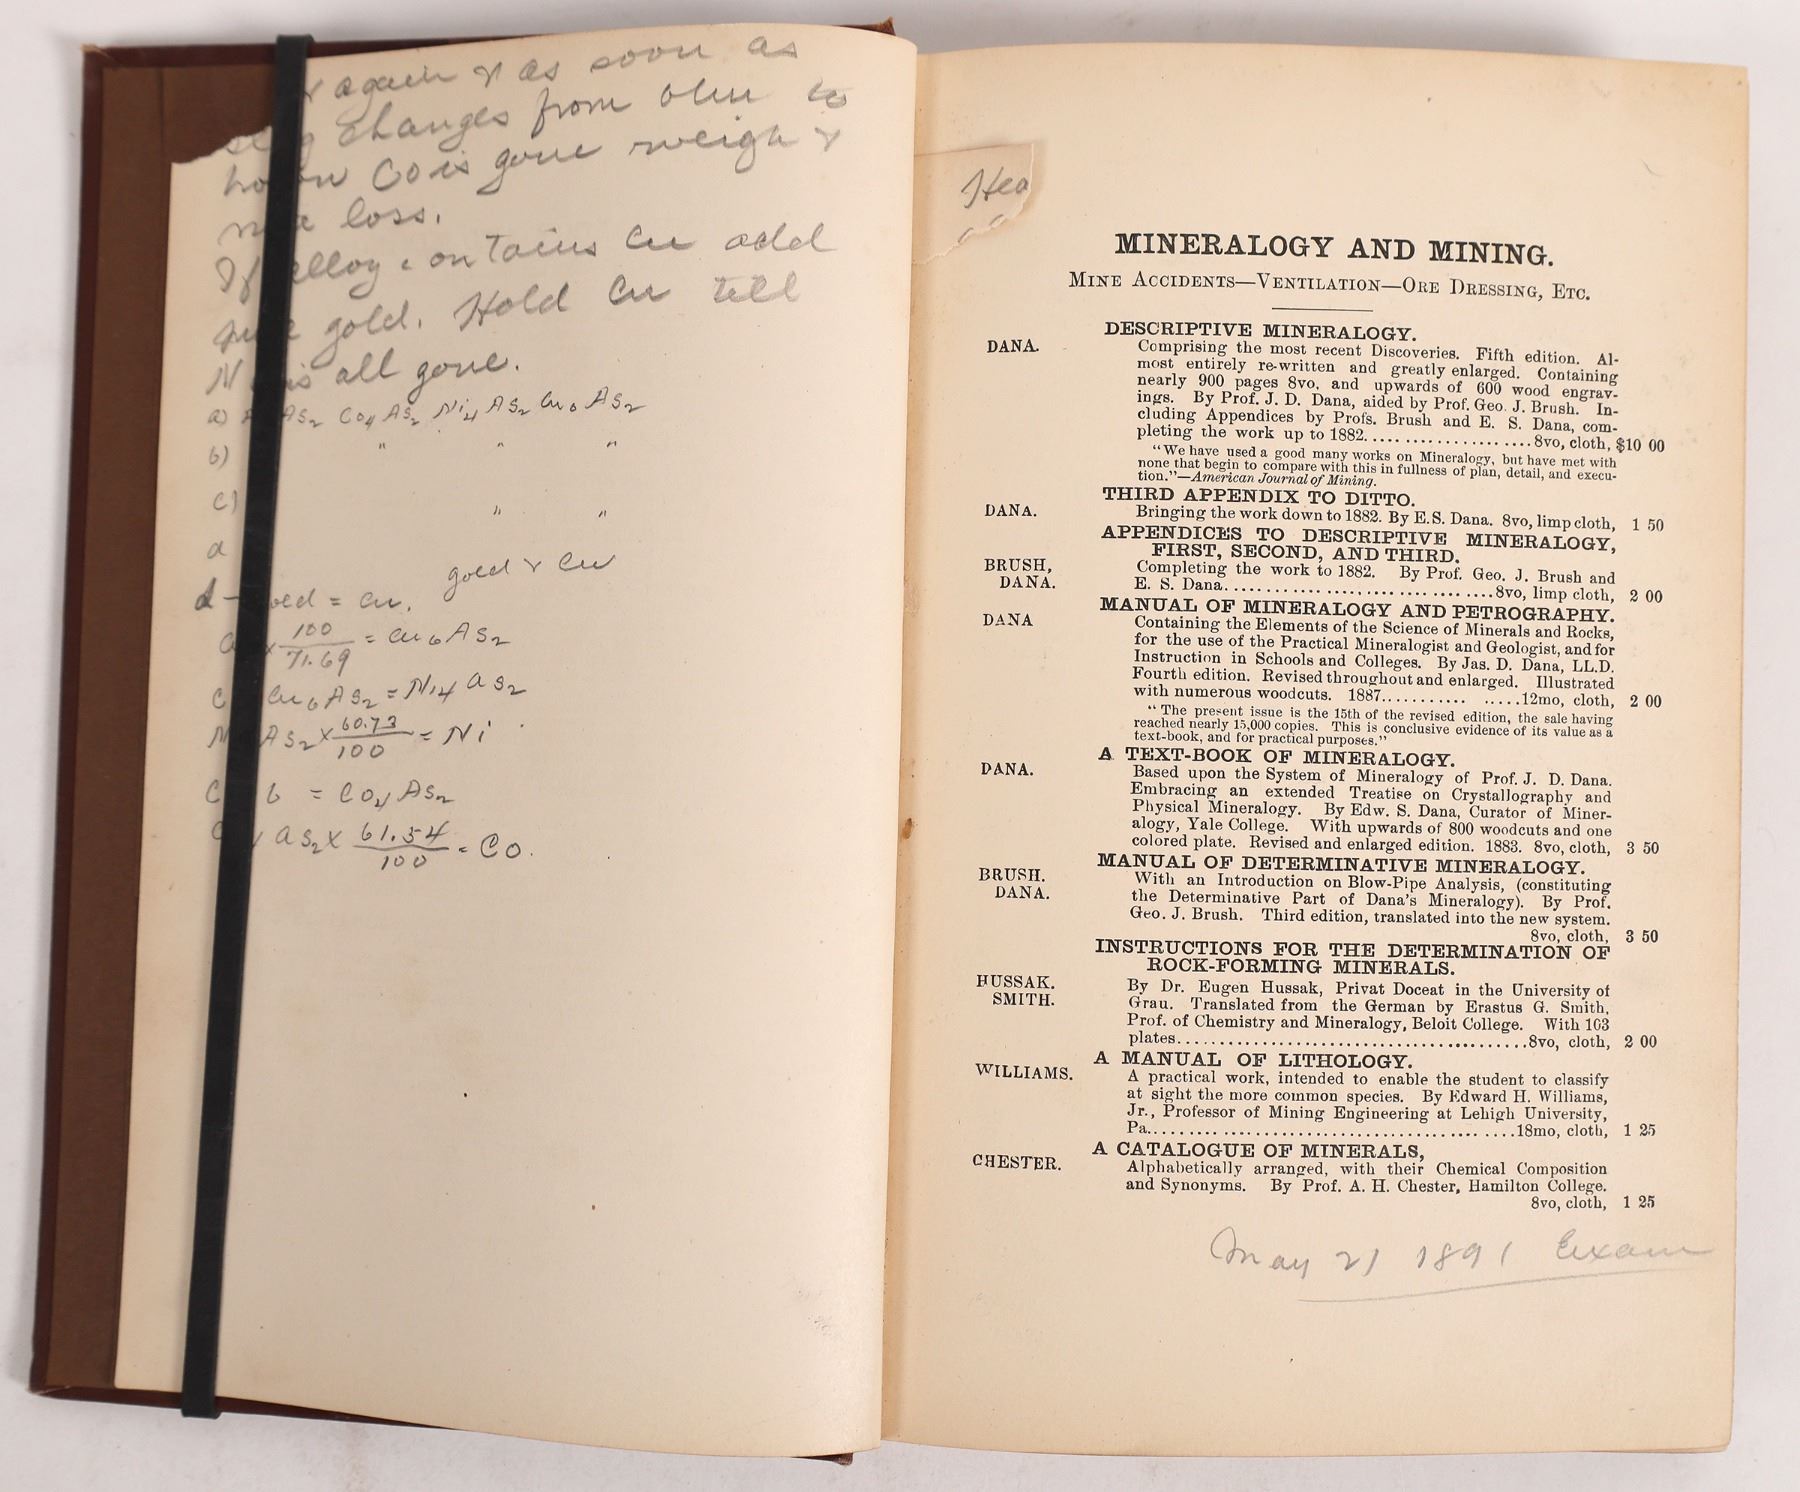 again & as soon as
changes from blue to
Co is gone weigh &
loss.
If alloy contains Cu add
gold. Hold Cu till
is all gone.
a) As2 Co4 As2 Ni4 As2 Cu6 As2
b) " " "
c) " "
d
gold & Cu
d - = Cu.
x 100/71.69 = Cu6As2
c Cu6As2 = Ni4 As2
As2 x 60.73/100 = Ni
C b = Co4 As2
As2 x 61.54/100 = Co.
Hea
MINERALOGY AND MINING.
MINE ACCIDENTS—VENTILATION—ORE DRESSING, ETC.
DESCRIPTIVE MINERALOGY.
DANA. Comprising the most recent Discoveries. Fifth edition. Al-
most entirely re-written and greatly enlarged. Containing
nearly 900 pages 8vo, and upwards of 600 wood engrav-
ings. By Prof. J. D. Dana, aided by Prof. Geo. J. Brush. In-
cluding Appendices by Profs. Brush and E. S. Dana, com-
pleting the work up to 1882.....................8vo, cloth, $10 00
"We have used a good many works on Mineralogy, but have met with
none that begin to compare with this in fullness of plan, detail, and execu-
tion."—American Journal of Mining.
THIRD APPENDIX TO DITTO.
DANA. Bringing the work down to 1882. By E. S. Dana. 8vo, limp cloth, 1 50
APPENDICES TO DESCRIPTIVE MINERALOGY,
FIRST, SECOND, AND THIRD.
BRUSH, Completing the work to 1882. By Prof. Geo. J. Brush and
DANA. E. S. Dana..................................8vo, limp cloth, 2 00
MANUAL OF MINERALOGY AND PETROGRAPHY.
DANA Containing the Elements of the Science of Minerals and Rocks,
for the use of the Practical Mineralogist and Geologist, and for
Instruction in Schools and Colleges. By Jas. D. Dana, LL.D.
Fourth edition. Revised throughout and enlarged. Illustrated
with numerous woodcuts. 1887................12mo, cloth, 2 00
"The present issue is the 15th of the revised edition, the sale having
reached nearly 15,000 copies. This is conclusive evidence of its value as a
text-book, and for practical purposes."
A TEXT-BOOK OF MINERALOGY.
DANA. Based upon the System of Mineralogy of Prof. J. D. Dana.
Embracing an extended Treatise on Crystallography and
Physical Mineralogy. By Edw. S. Dana, Curator of Miner-
alogy, Yale College. With upwards of 800 woodcuts and one
colored plate. Revised and enlarged edition. 1883. 8vo, cloth, 3 50
MANUAL OF DETERMINATIVE MINERALOGY.
BRUSH. With an Introduction on Blow-Pipe Analysis, (constituting
DANA. the Determinative Part of Dana's Mineralogy). By Prof.
Geo. J. Brush. Third edition, translated into the new system.
8vo, cloth, 3 50
INSTRUCTIONS FOR THE DETERMINATION OF
ROCK-FORMING MINERALS.
HUSSAK. By Dr. Eugen Hussak, Privat Doceat in the University of
SMITH. Grau. Translated from the German by Erastus G. Smith,
Prof. of Chemistry and Mineralogy, Beloit College. With 103
plates........................................8vo, cloth, 2 00
A MANUAL OF LITHOLOGY.
WILLIAMS. A practical work, intended to enable the student to classify
at sight the more common species. By Edward H. Williams,
Jr., Professor of Mining Engineering at Lehigh University,
Pa...........................................18mo, cloth, 1 25
A CATALOGUE OF MINERALS,
CHESTER. Alphabetically arranged, with their Chemical Composition
and Synonyms. By Prof. A. H. Chester, Hamilton College.
8vo, cloth, 1 25
May 21 1891 Exam